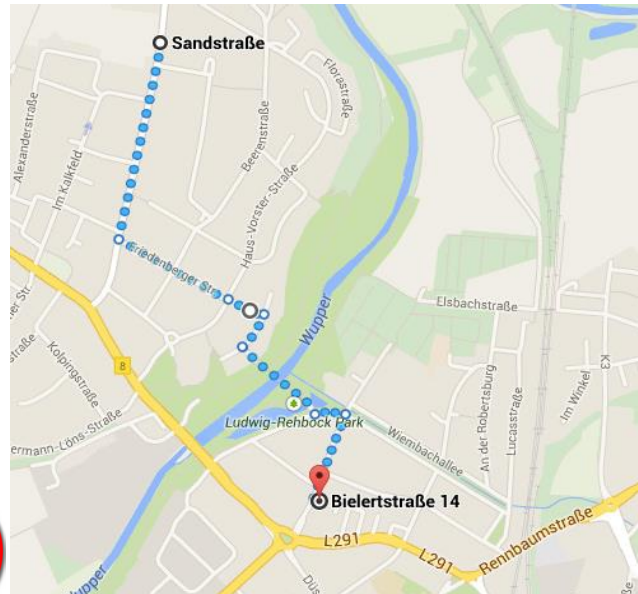 Sandstraße
Florastraße
Alexanderstraße
Im Kalkfeld
Beerenstraße
Haus-Vorster-Straße
Friedenberger Str.
Wupper
Elsbachstraße
K3
8
Kolpingstraße
Ludwig-Rehbock Park
Wiembachallee
An der Robertsburg
Lucasstraße
Im Winkel
ermann-Löns-Straße
Bielertstraße 14
L291
L291
Rennbaumstraße